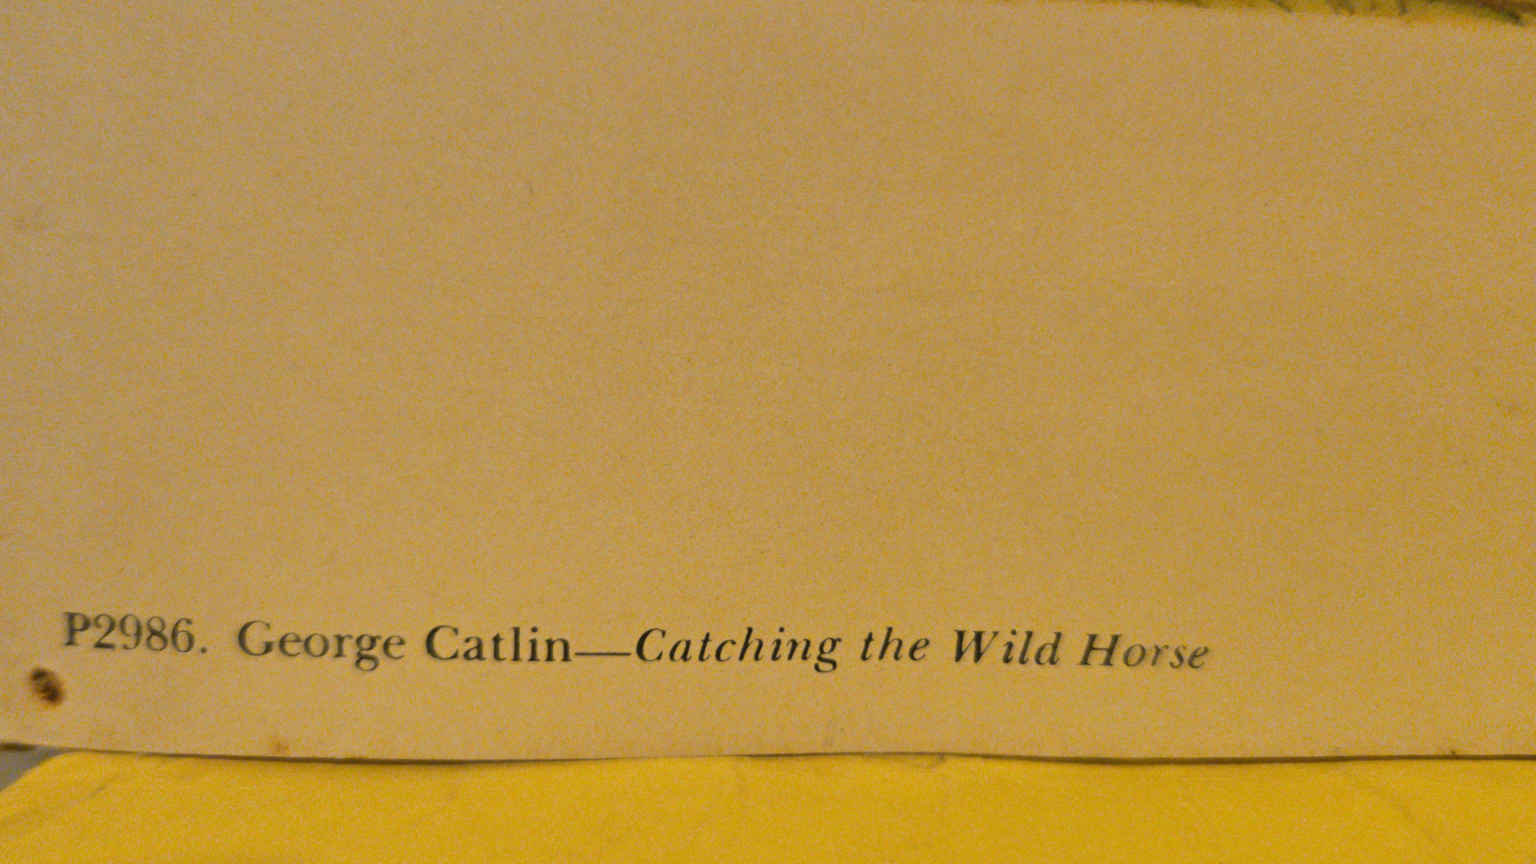 P2986. George Catlin—Catching the Wild Horse